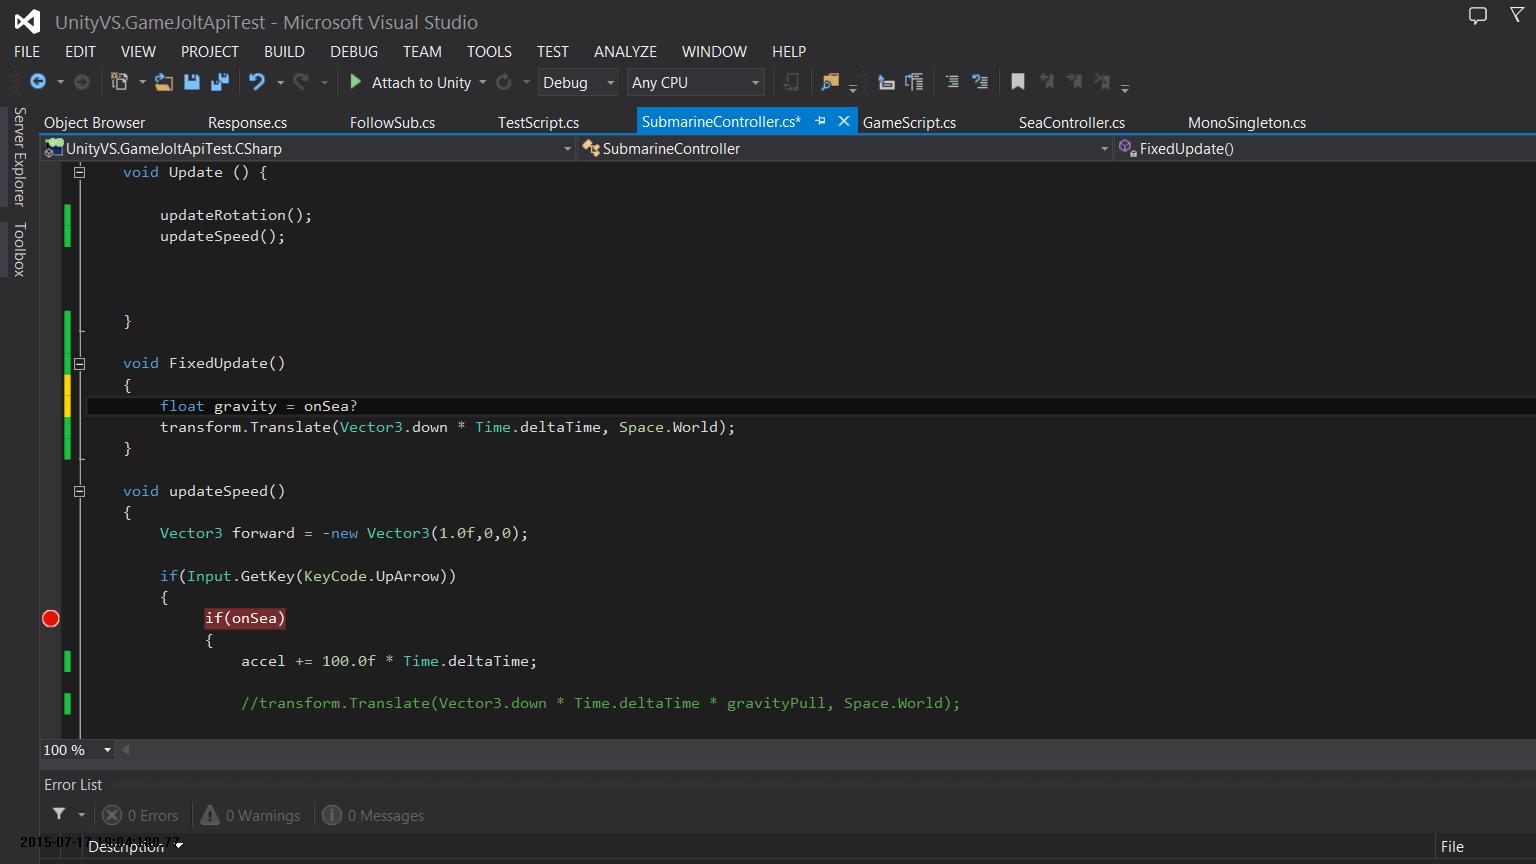 UnityVS.GameJoltApiTest - Microsoft Visual Studio
FILE EDIT VIEW PROJECT BUILD DEBUG TEAM TOOLS TEST ANALYZE WINDOW HELP
Attach to Unity Debug Any CPU
Server Explorer
Toolbox
Object Browser Response.cs FollowSub.cs TestScript.cs SubmarineController.cs* GameScript.cs SeaController.cs MonoSingleton.cs
UnityVS.GameJoltApiTest.CSharp SubmarineController FixedUpdate()
void Update () {
updateRotation();
updateSpeed();
}
void FixedUpdate()
{
float gravity = onSea?
transform.Translate(Vector3.down * Time.deltaTime, Space.World);
}
void updateSpeed()
{
Vector3 forward = -new Vector3(1.0f,0,0);
if(Input.GetKey(KeyCode.UpArrow))
{
if(onSea)
{
accel += 100.0f * Time.deltaTime;
//transform.Translate(Vector3.down * Time.deltaTime * gravityPull, Space.World);
100 %
Error List
0 Errors 0 Warnings 0 Messages
Description File